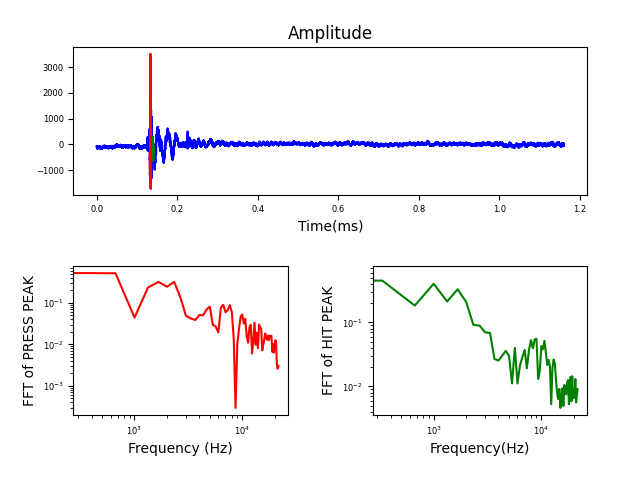 Amplitude
3000
2000
1000
0
−1000
0.0 0.2 0.4 0.6 0.8 1.0 1.2
Time(ms)
FFT of PRESS PEAK
10⁻¹
10⁻²
10⁻³
10³ 10⁴
Frequency (Hz)
FFT of HIT PEAK
10⁻¹
10⁻²
10³ 10⁴
Frequency(Hz)